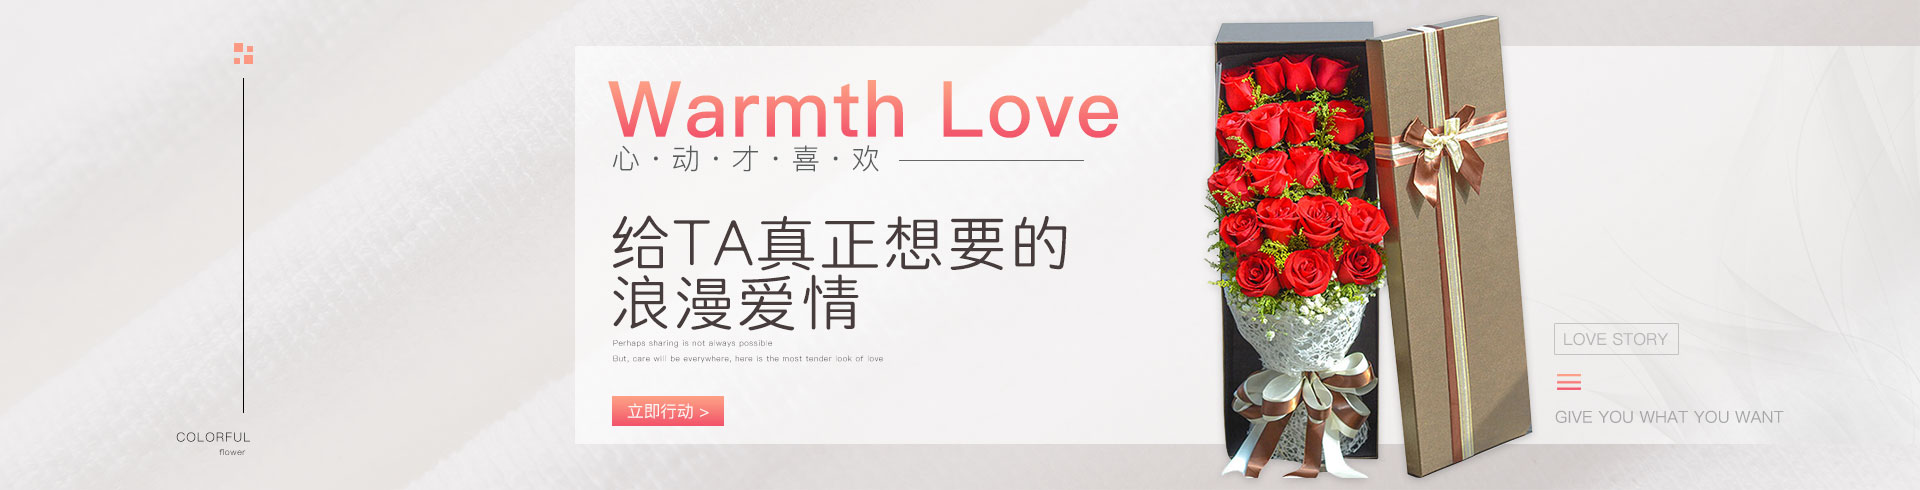 COLORFUL
flower
Warmth Love
心·动·才·喜·欢
给TA真正想要的
浪漫爱情
Perhaps sharing is not always possible
But, care will be everywhere, here is the most tender look of love
立即行动 >
LOVE STORY
GIVE YOU WHAT YOU WANT